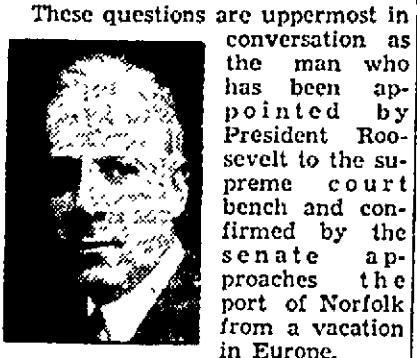 These questions are uppermost in
conversation as
the man who
has been ap-
pointed by
President Roo-
sevelt to the su-
preme court
bench and con-
firmed by the
senate ap-
proaches the
port of Norfolk
from a vacation
in Europe.